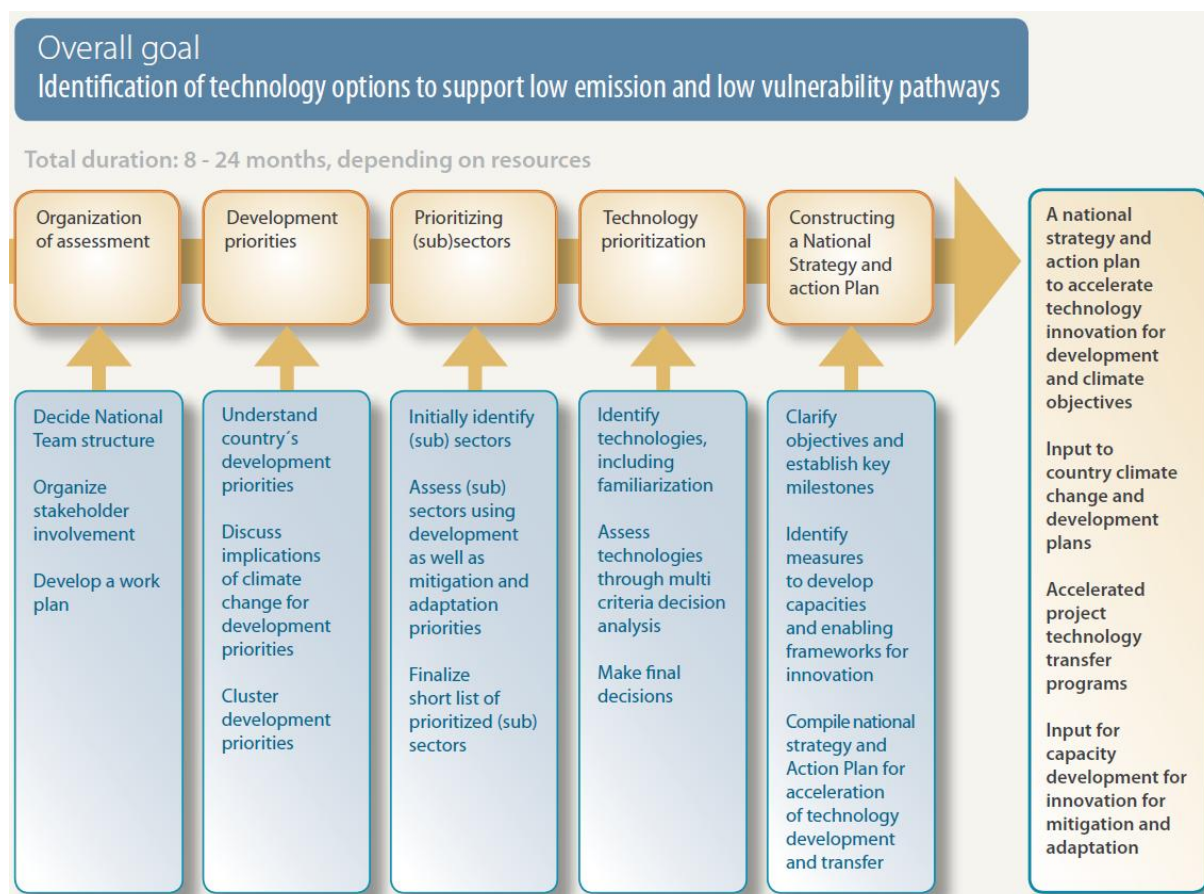 Overall goal
Identification of technology options to support low emission and low vulnerability pathways
Total duration: 8 - 24 months, depending on resources
Organization
of assessment
Development
priorities
Prioritizing
(sub)sectors
Technology
prioritization
Constructing
a National
Strategy and
action Plan
Decide National
Team structure
Organize
stakeholder
involvement
Develop a work
plan
Understand
country´s
development
priorities
Discuss
implications
of climate
change for
development
priorities
Cluster
development
priorities
Initially identify
(sub) sectors
Assess (sub)
sectors using
development
as well as
mitigation and
adaptation
priorities
Finalize
short list of
prioritized (sub)
sectors
Identify
technologies,
including
familiarization
Assess
technologies
through multi
criteria decision
analysis
Make final
decisions
Clarify
objectives and
establish key
milestones
Identify
measures
to develop
capacities
and enabling
frameworks for
innovation
Compile national
strategy and
Action Plan for
acceleration
of technology
development
and transfer
A national
strategy and
action plan
to accelerate
technology
innovation for
development
and climate
objectives
Input to
country climate
change and
development
plans
Accelerated
project
technology
transfer
programs
Input for
capacity
development for
innovation for
mitigation and
adaptation